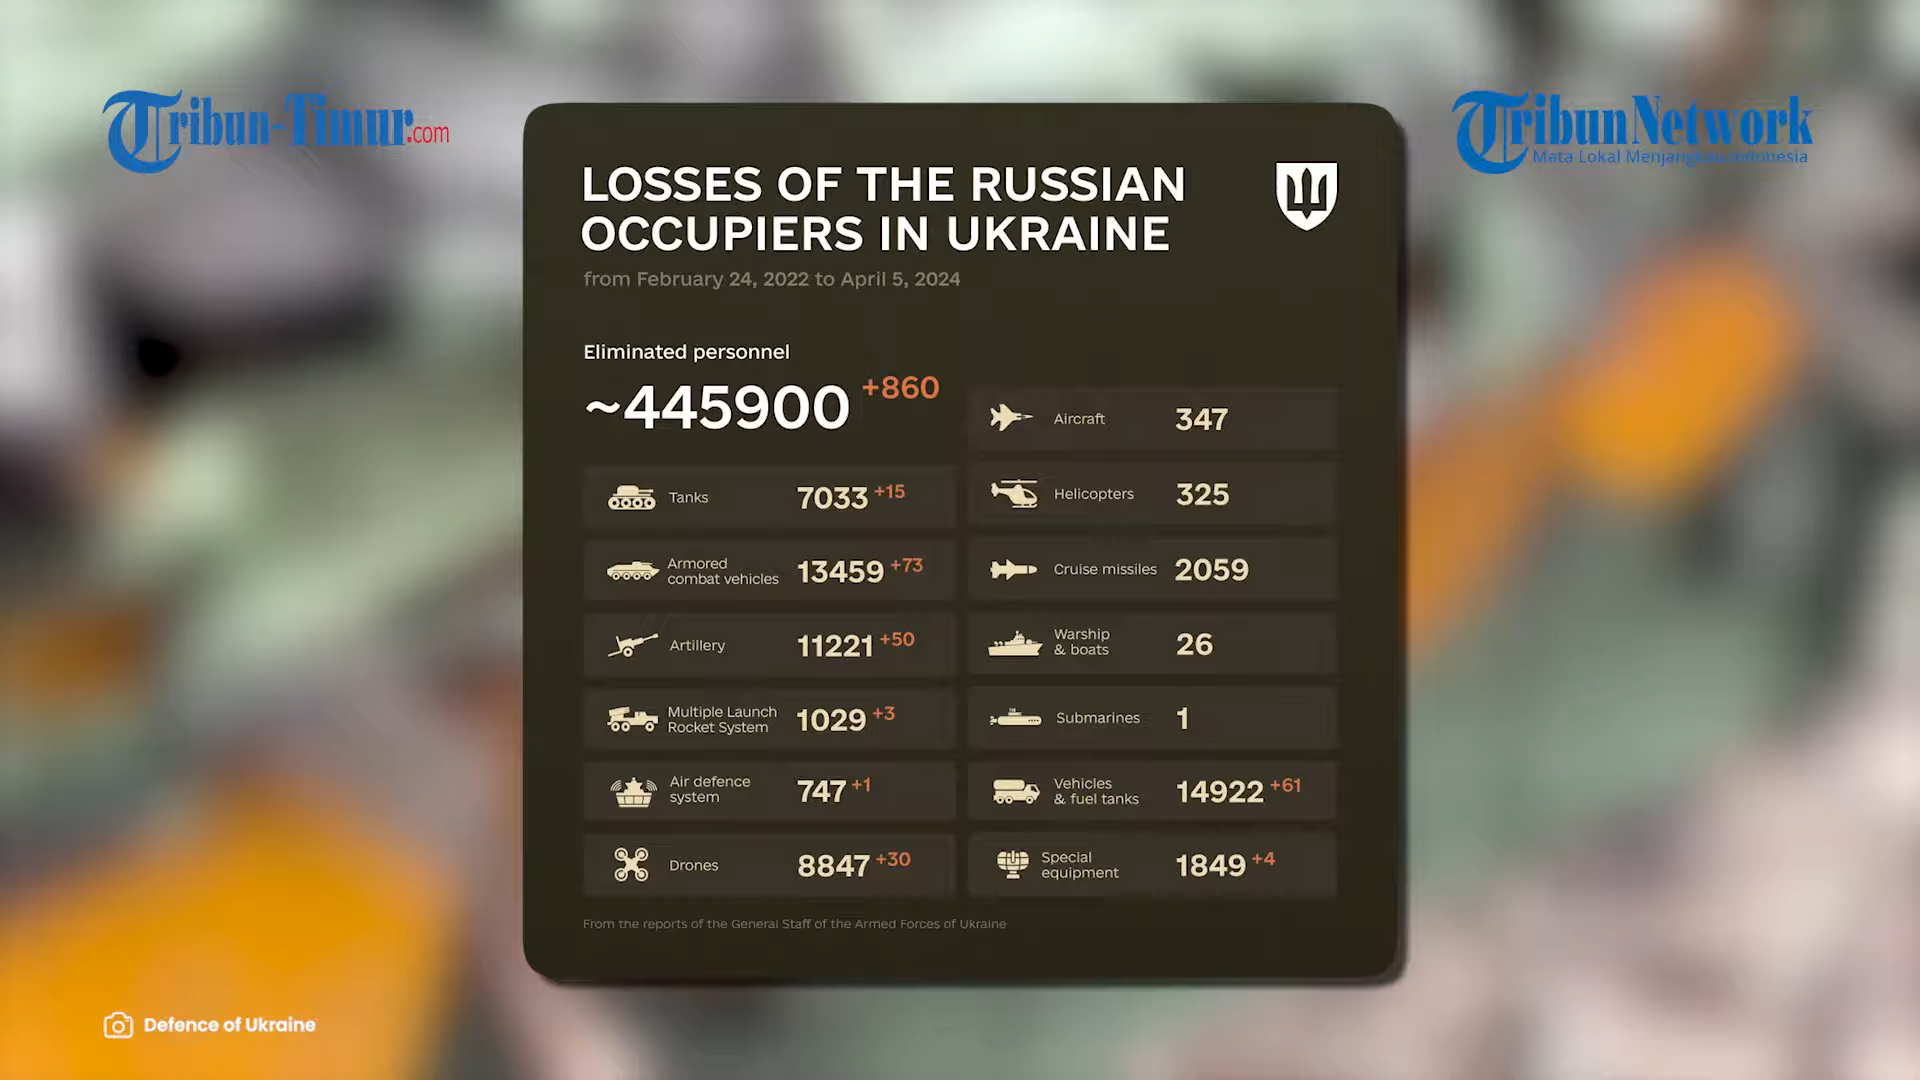 Tribun-Timur.com
TribunNetwork
Mata Lokal Menjangkau Indonesia
LOSSES OF THE RUSSIAN
OCCUPIERS IN UKRAINE
from February 24, 2022 to April 5, 2024
Eliminated personnel
~445900 +860
Tanks 7033 +15
Armored
combat vehicles 13459 +73
Artillery 11221 +50
Multiple Launch
Rocket System 1029 +3
Air defence
system 747 +1
Drones 8847 +30
Aircraft 347
Helicopters 325
Cruise missiles 2059
Warship
& boats 26
Submarines 1
Vehicles
& fuel tanks 14922 +61
Special
equipment 1849 +4
From the reports of the General Staff of the Armed Forces of Ukraine
Defence of Ukraine